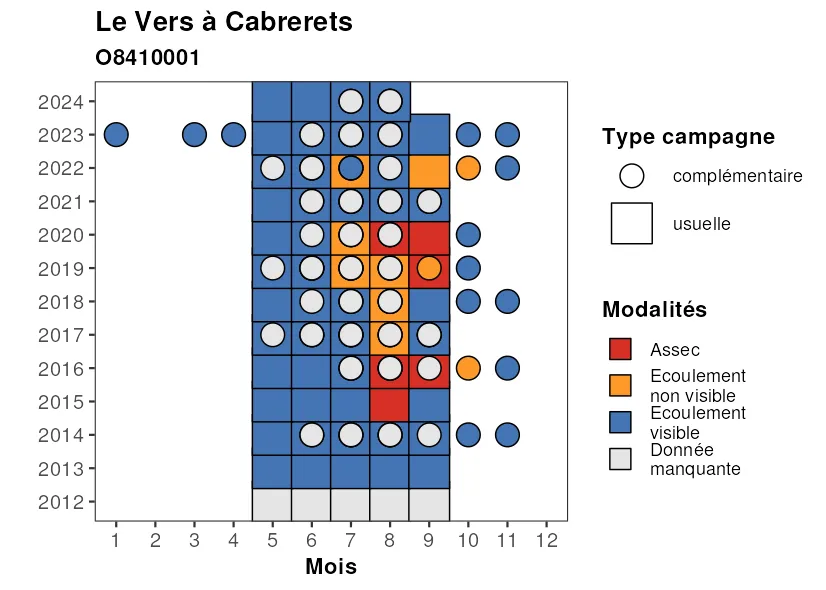 Le Vers à Cabrerets
O8410001
2024
2023
2022
2021
2020
2019
2018
2017
2016
2015
2014
2013
2012
1 2 3 4 5 6 7 8 9 10 11 12
Mois
Type campagne
complémentaire
usuelle
Modalités
Assec
Ecoulement
non visible
Ecoulement
visible
Donnée
manquante